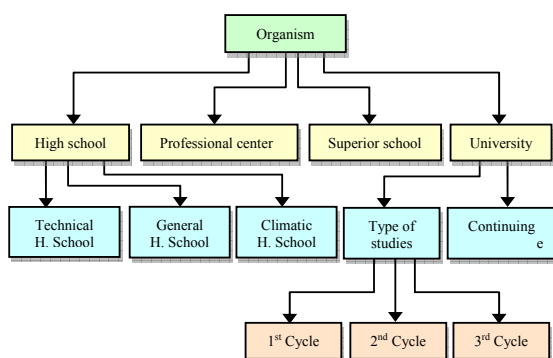 Organism
High school
Professional center
Superior school
University
Technical
H. School
General
H. School
Climatic
H. School
Type of
studies
Continuing
e
1st Cycle
2nd Cycle
3rd Cycle